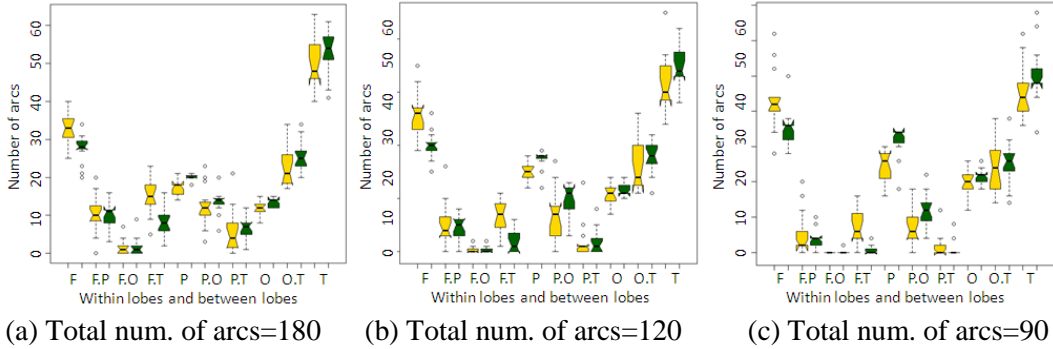 Number of arcs
0 10 20 30 40 50 60
F F.P F.O F.T P P.O P.T O O.T T
Within lobes and between lobes
(a) Total num. of arcs=180
Number of arcs
0 10 20 30 40 50 60
F F.P F.O F.T P P.O P.T O O.T T
Within lobes and between lobes
(b) Total num. of arcs=120
Number of arcs
0 10 20 30 40 50 60
F F.P F.O F.T P P.O P.T O O.T T
Within lobes and between lobes
(c) Total num. of arcs=90